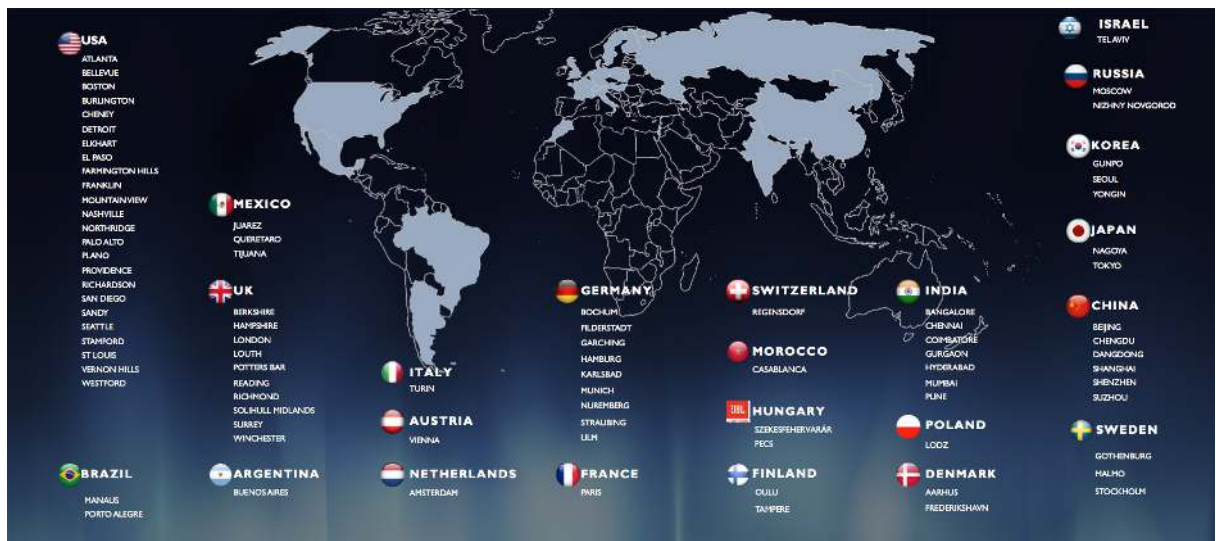 USA
ATLANTA
BELLEVUE
BOSTON
BURLINGTON
CHENEY
DETROIT
ELKHART
EL PASO
FARMINGTON HILLS
FRANKLIN
MOUNTAIN VIEW
NASHVILLE
NORTHRIDGE
PALO ALTO
PLANO
PROVIDENCE
RICHARDSON
SAN DIEGO
SANDY
SEATTLE
STAMFORD
ST LOUIS
VERNON HILLS
WESTFORD
BRAZIL
MANAUS
PORTO ALEGRE
MEXICO
JUAREZ
QUERETARO
TIJUANA
UK
BERKSHIRE
HAMPSHIRE
LONDON
LOUTH
POTTERS BAR
READING
RICHMOND
SOLIHULL MIDLANDS
SURREY
WINCHESTER
ARGENTINA
BUENOS AIRES
ITALY
TURIN
AUSTRIA
VIENNA
NETHERLANDS
AMSTERDAM
GERMANY
BOCHUM
FILDERSTADT
GARCHING
HAMBURG
KARLSBAD
MUNICH
NUREMBERG
STRAUBING
ULM
FRANCE
PARIS
SWITZERLAND
REGENSDORF
MOROCCO
CASABLANCA
HUNGARY
SZEKESFEHERVARÁR
PECS
FINLAND
OULU
TAMPERE
INDIA
BANGALORE
CHENNAI
COIMBATORE
GURGAON
HYDERABAD
MUMBAI
PUNE
POLAND
LODZ
DENMARK
AARHUS
FREDERIKSHAVN
ISRAEL
TELAVIV
RUSSIA
MOSCOW
NIZHNY NOVGOROD
KOREA
GUNPO
SEOUL
YONGIN
JAPAN
NAGOYA
TOKYO
CHINA
BEIJING
CHENGDU
DANGDONG
SHANGHAI
SHENZHEN
SUZHOU
SWEDEN
GOTHENBURG
MALMO
STOCKHOLM